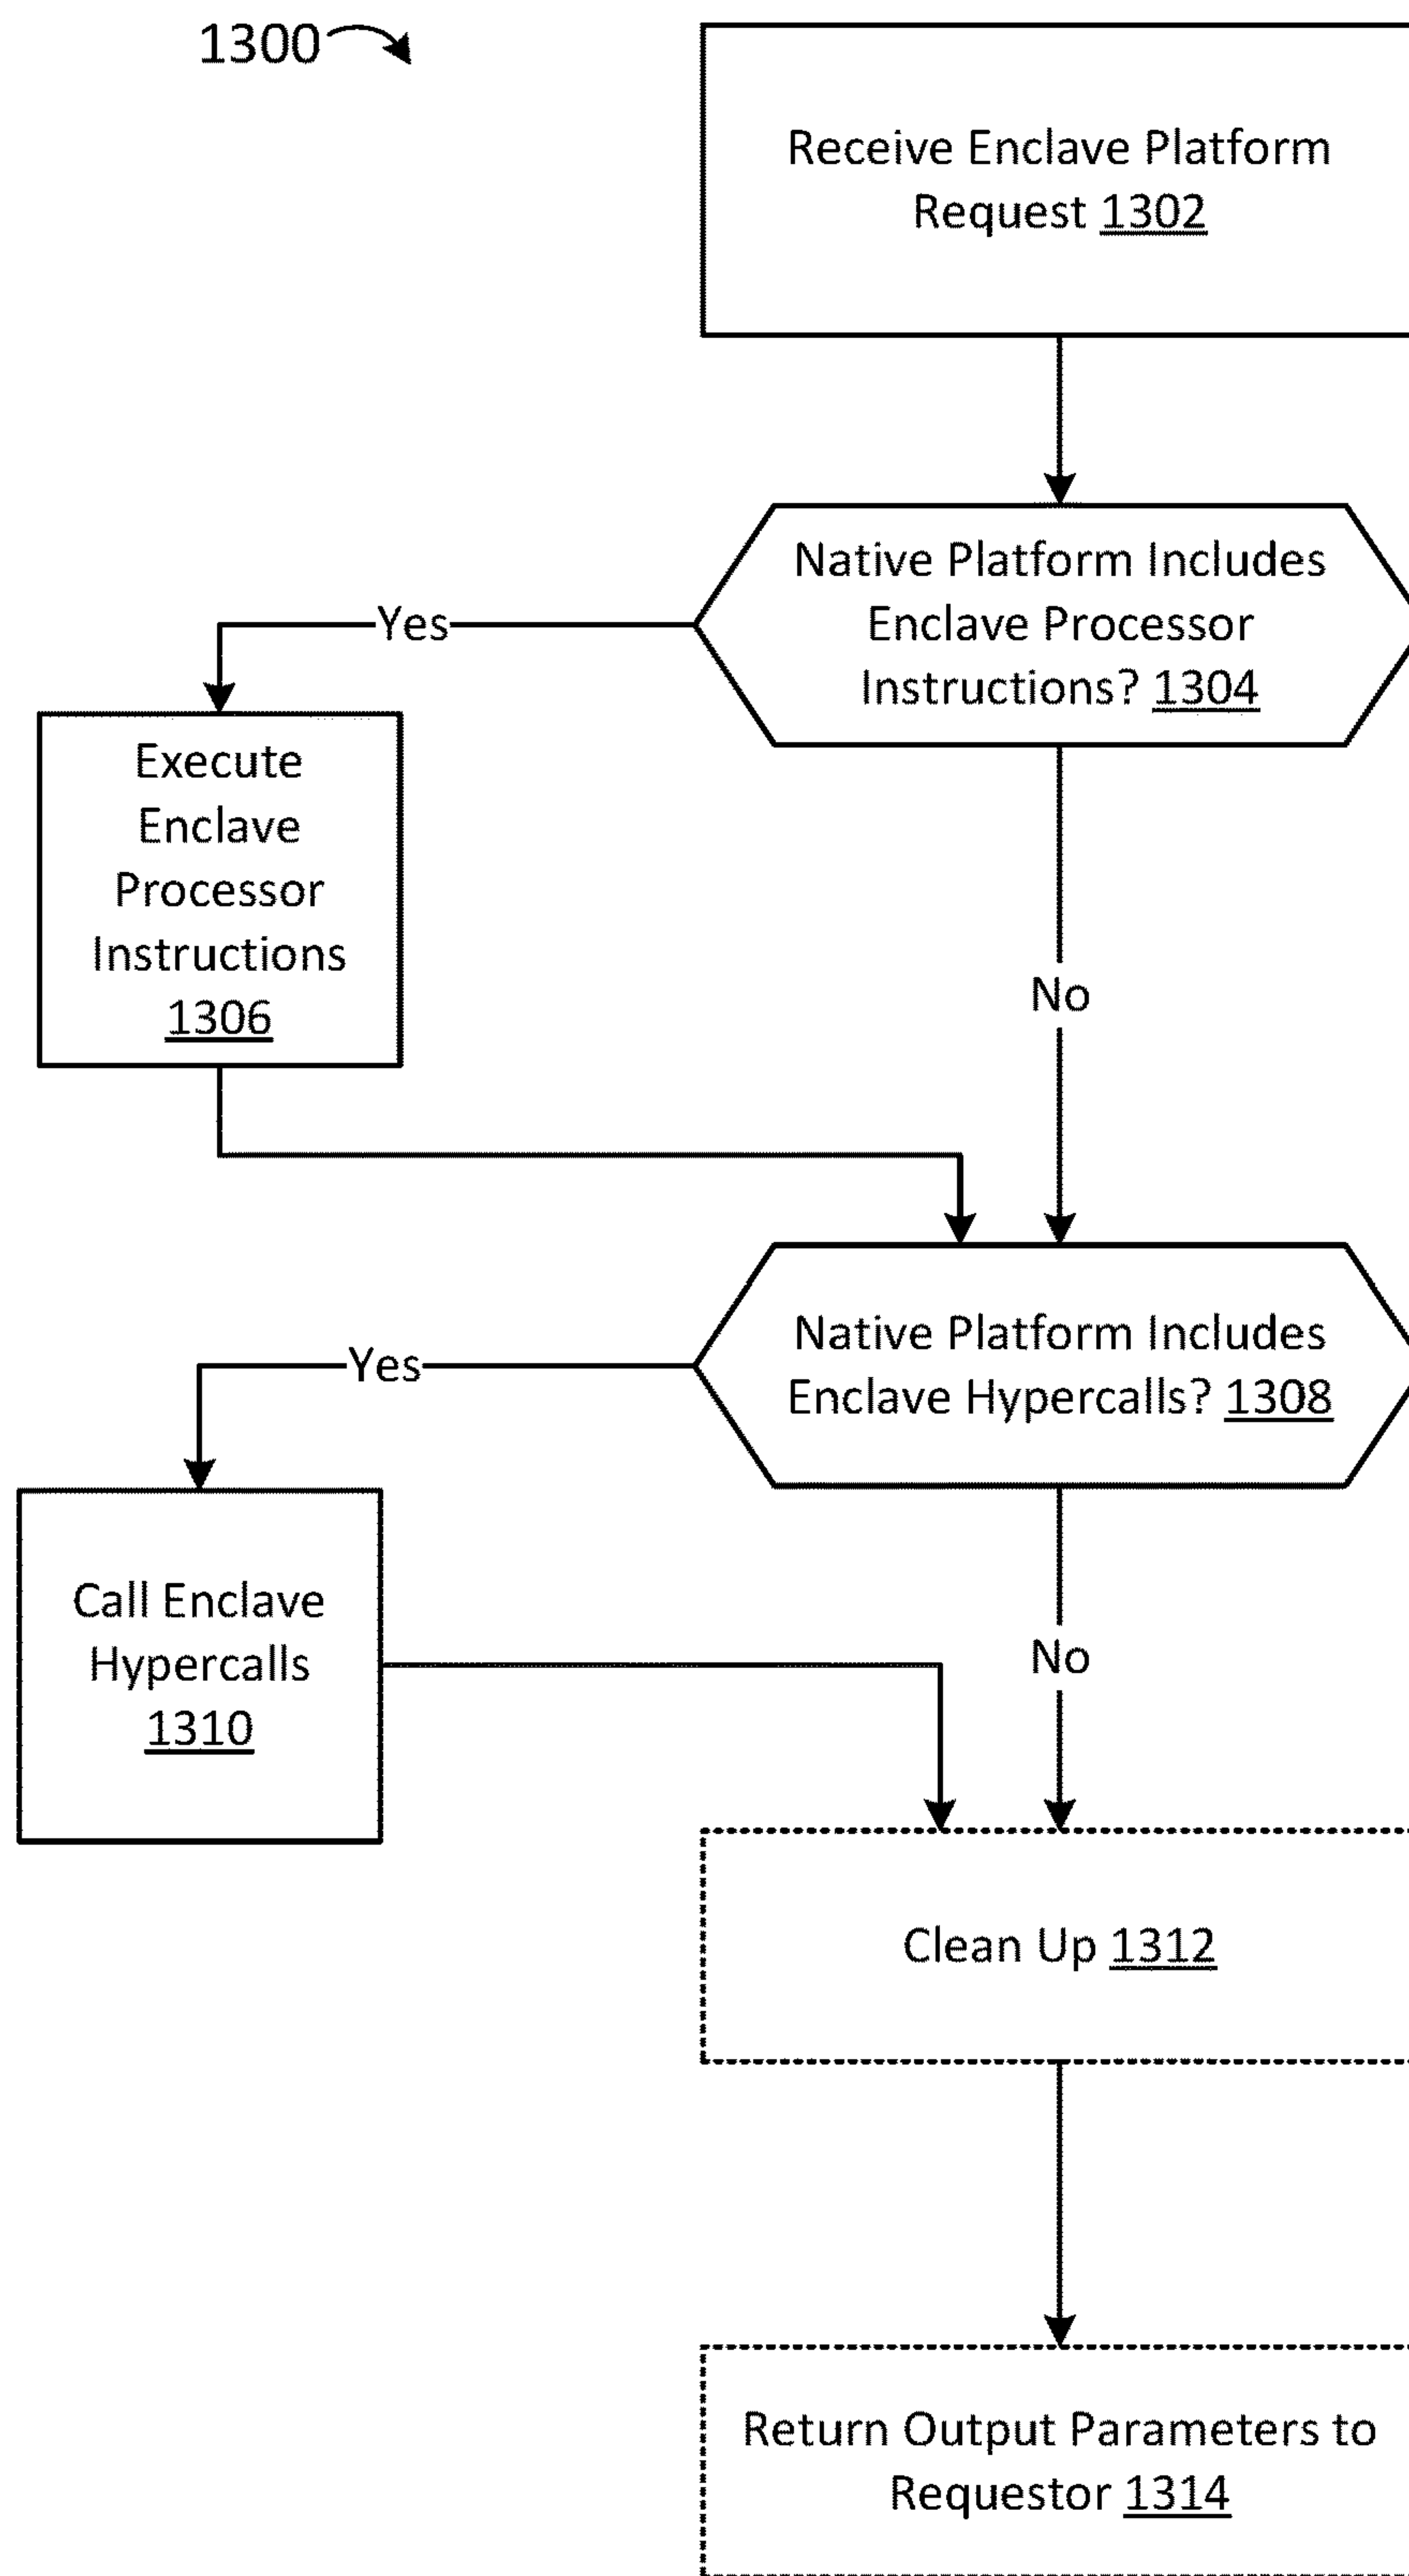 1300
Receive Enclave Platform
Request 1302
Native Platform Includes
Enclave Processor
Instructions? 1304
Yes
Execute
Enclave
Processor
Instructions
1306
No
Native Platform Includes
Enclave Hypercalls? 1308
Yes
Call Enclave
Hypercalls
1310
No
Clean Up 1312
Return Output Parameters to
Requestor 1314